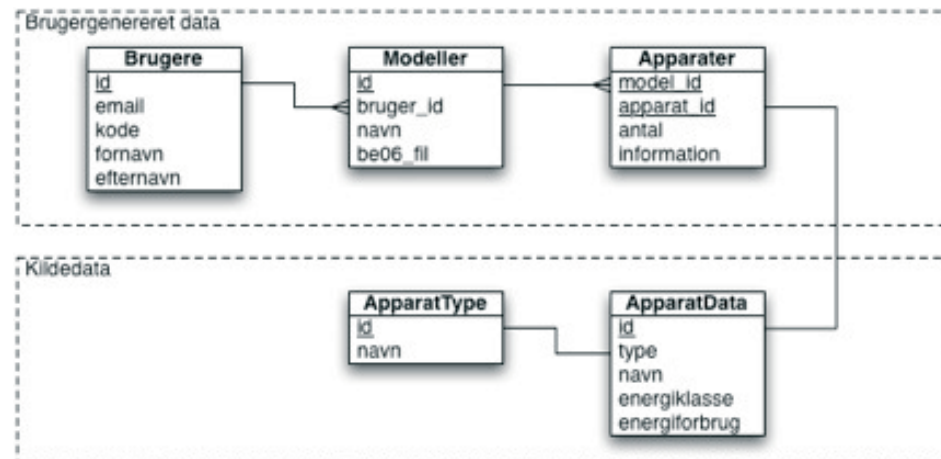 Brugergenereret data
Brugere
id
email
kode
fornavn
efternavn
Modeller
id
bruger_id
navn
be06_fil
Apparater
model_id
apparat_id
antal
information
Kildedata
ApparatType
id
navn
ApparatData
id
type
navn
energiklasse
energiforbrug